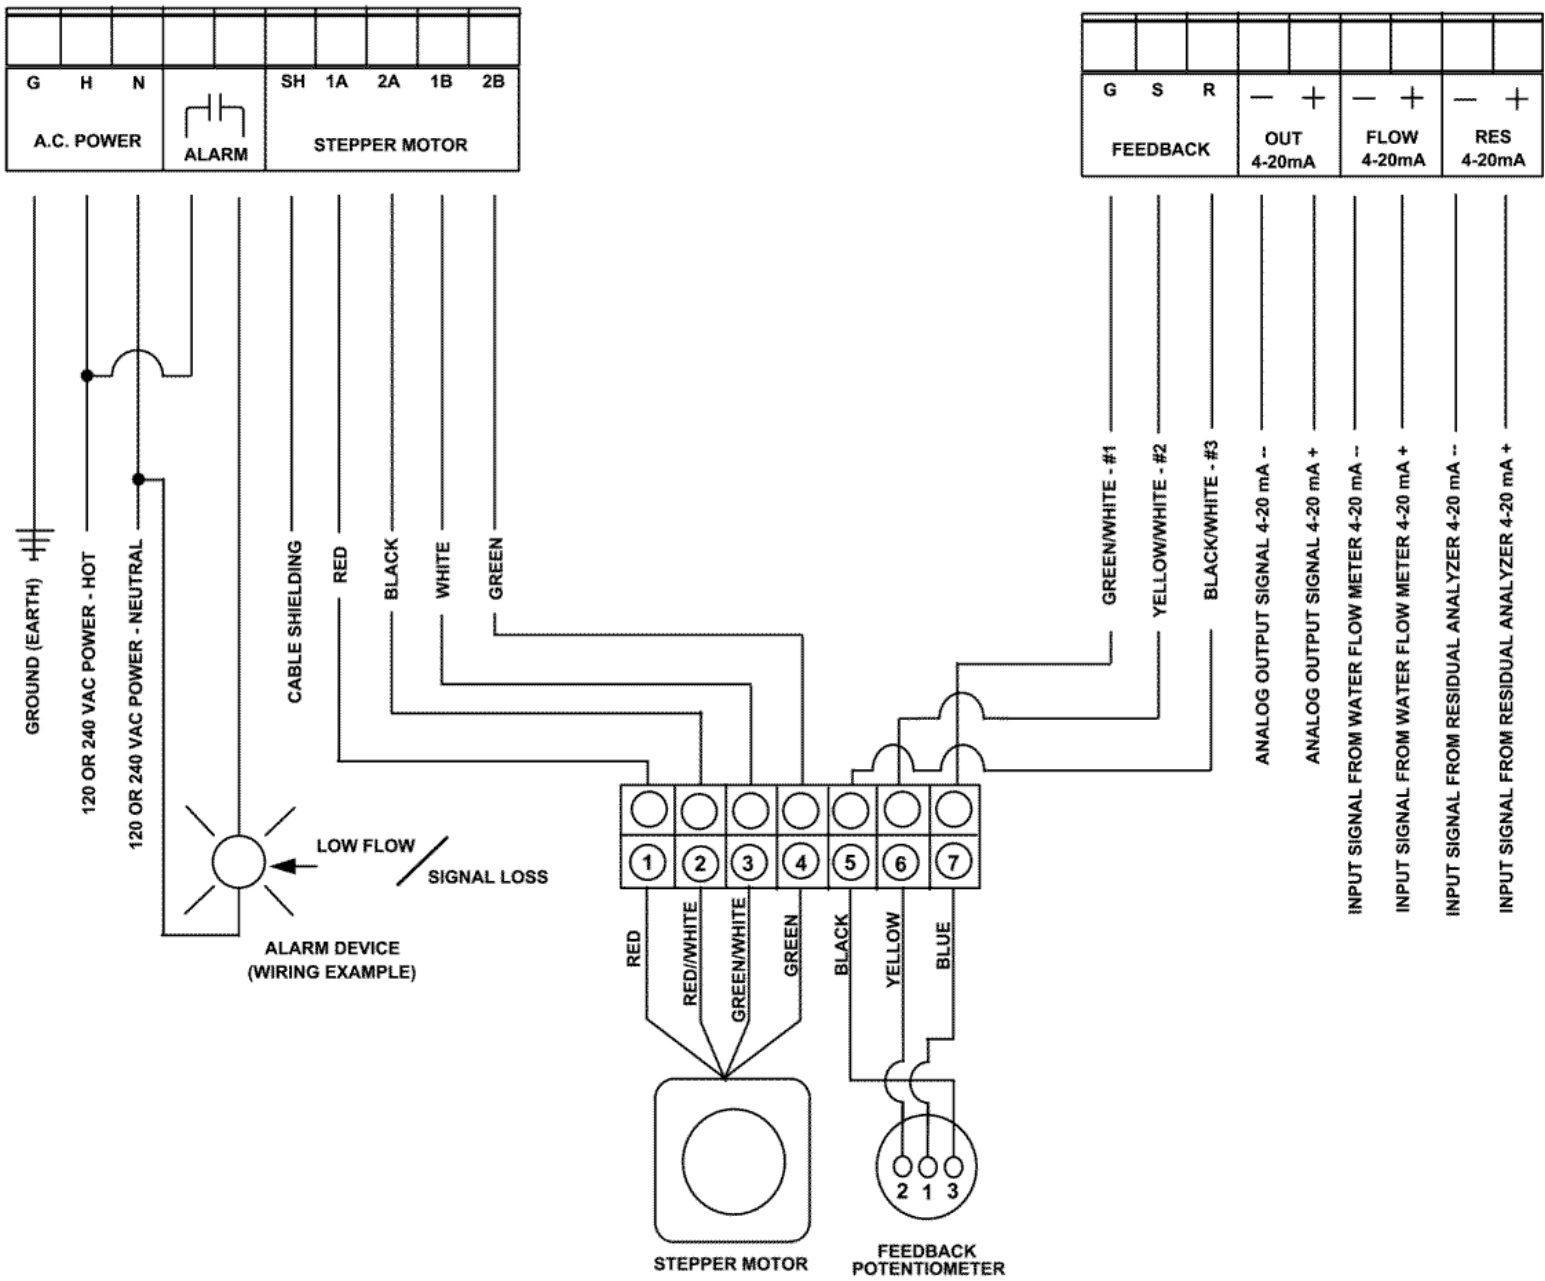 G H N SH 1A 2A 1B 2B
A.C. POWER
ALARM
STEPPER MOTOR
G S R — + — + — +
FEEDBACK
OUT
4-20mA
FLOW
4-20mA
RES
4-20mA
GROUND (EARTH)
120 OR 240 VAC POWER - HOT
120 OR 240 VAC POWER - NEUTRAL
CABLE SHIELDING
RED
BLACK
WHITE
GREEN
GREEN/WHITE - #1
YELLOW/WHITE - #2
BLACK/WHITE - #3
ANALOG OUTPUT SIGNAL 4-20 mA --
ANALOG OUTPUT SIGNAL 4-20 mA +
INPUT SIGNAL FROM WATER FLOW METER 4-20 mA --
INPUT SIGNAL FROM WATER FLOW METER 4-20 mA +
INPUT SIGNAL FROM RESIDUAL ANALYZER 4-20 mA --
INPUT SIGNAL FROM RESIDUAL ANALYZER 4-20 mA +
LOW FLOW / SIGNAL LOSS
ALARM DEVICE
(WIRING EXAMPLE)
1 2 3 4 5 6 7
RED
RED//WHITE
GREEN/WHITE
GREEN
BLACK
YELLOW
BLUE
2 1 3
STEPPER MOTOR
FEEDBACK
POTENTIOMETER